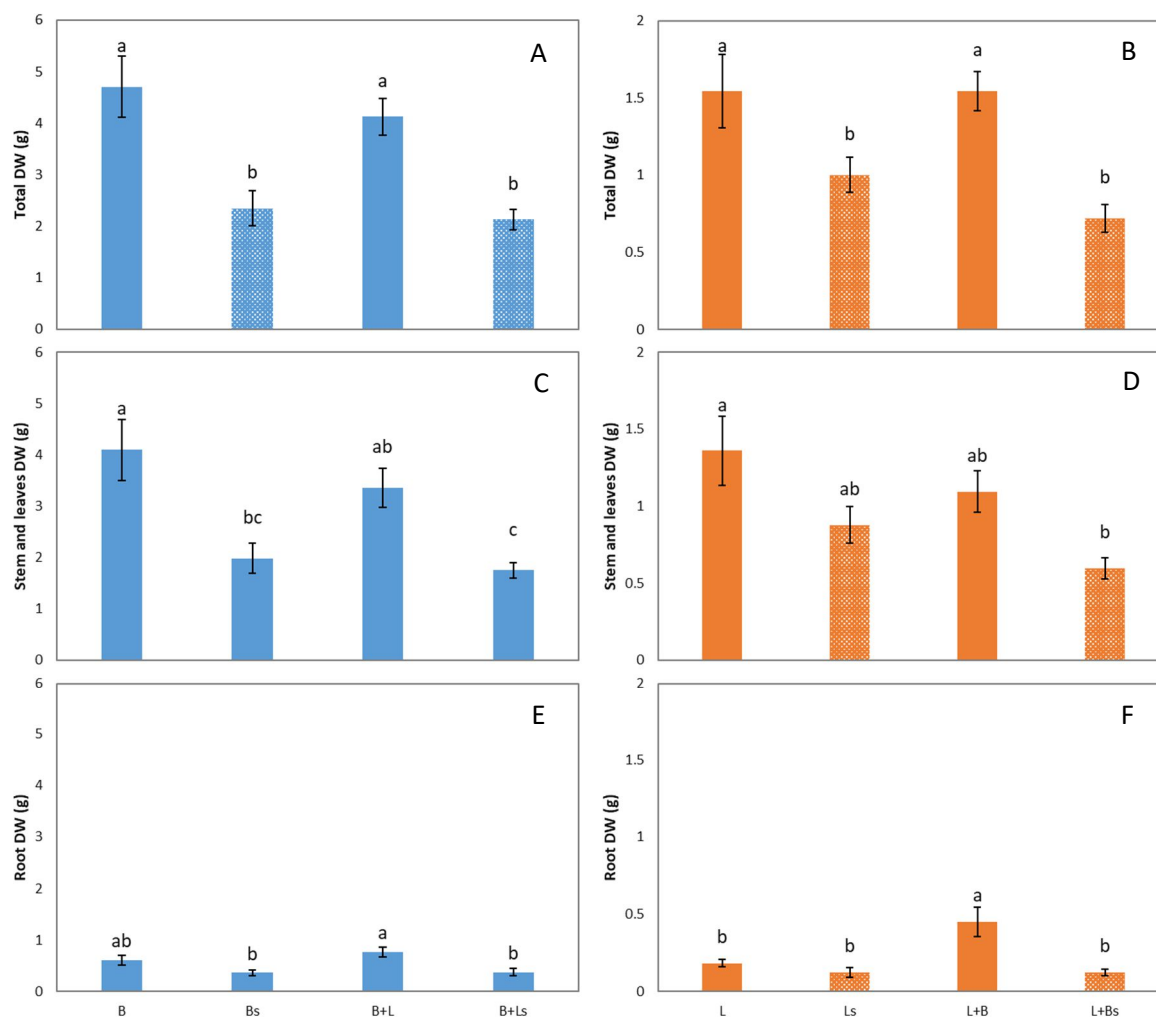 A
Total DW (g)
6
5
4
3
2
1
0
a
b
a
b
B
Total DW (g)
2
1.5
1
0.5
0
a
b
a
b
C
Stem and leaves DW (g)
6
5
4
3
2
1
0
a
bc
ab
c
D
Stem and leaves DW (g)
2
1.5
1
0.5
0
a
ab
ab
b
E
Root DW (g)
6
5
4
3
2
1
0
ab
b
a
b
B Bs B+L B+Ls
F
Root DW (g)
2
1.5
1
0.5
0
b
b
a
b
L Ls L+B L+Bs